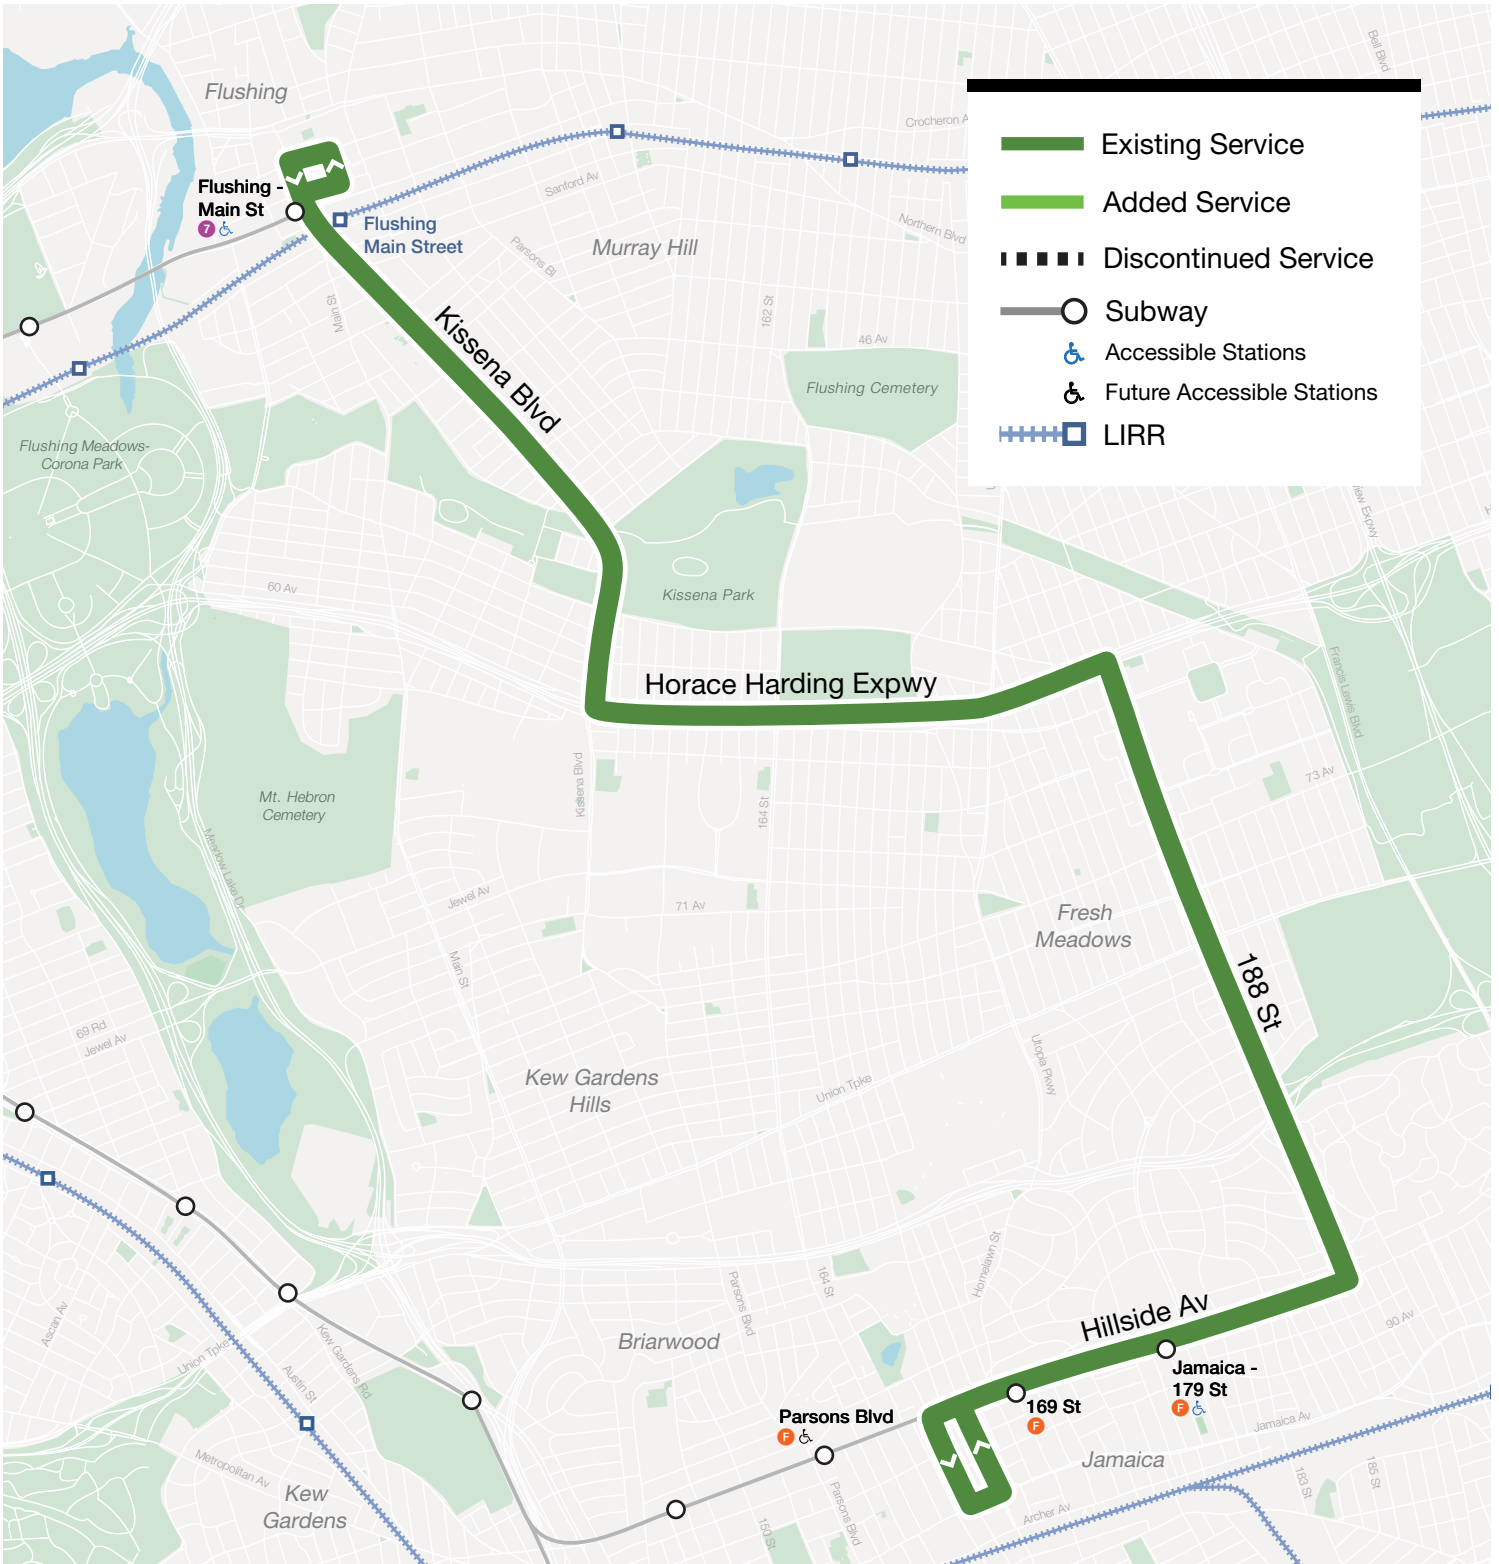 Flushing
Bell Blvd
Crocheron A
Existing Service
Added Service
Discontinued Service
Subway
Accessible Stations
Future Accessible Stations
LIRR
Flushing -
Main St
7
Flushing
Main Street
Sanford Av
Northern Blvd
Parsons Bl
Murray Hill
Main St
162 St
46 Av
Kissena Blvd
Flushing Cemetery
Flushing Meadows-
Corona Park
iew Expwy
60 Av
Kissena Park
Horace Harding Expwy
Francis Lewis Blvd
Kissena Blvd
164 St
73 Av
Mt. Hebron
Cemetery
Meadow Lake Dr
Jewel Av
71 Av
Fresh
Meadows
Main St
188 St
69 Rd
Jewel Av
Utopia Pkwy
Kew Gardens
Hills
Union Tpke
Homelawn St
164 St
Parsons Blvd
Ascan Av
Union Tpke
Kew Gardens Rd
Austin St
Briarwood
Hillside Av
90 Av
Jamaica -
179 St
F
169 St
F
Parsons Blvd
F
Jamaica Av
Jamaica
Metropolitan Av
Kew
Gardens
183 St
185 St
Archer Av
Parsons Blvd
150 St